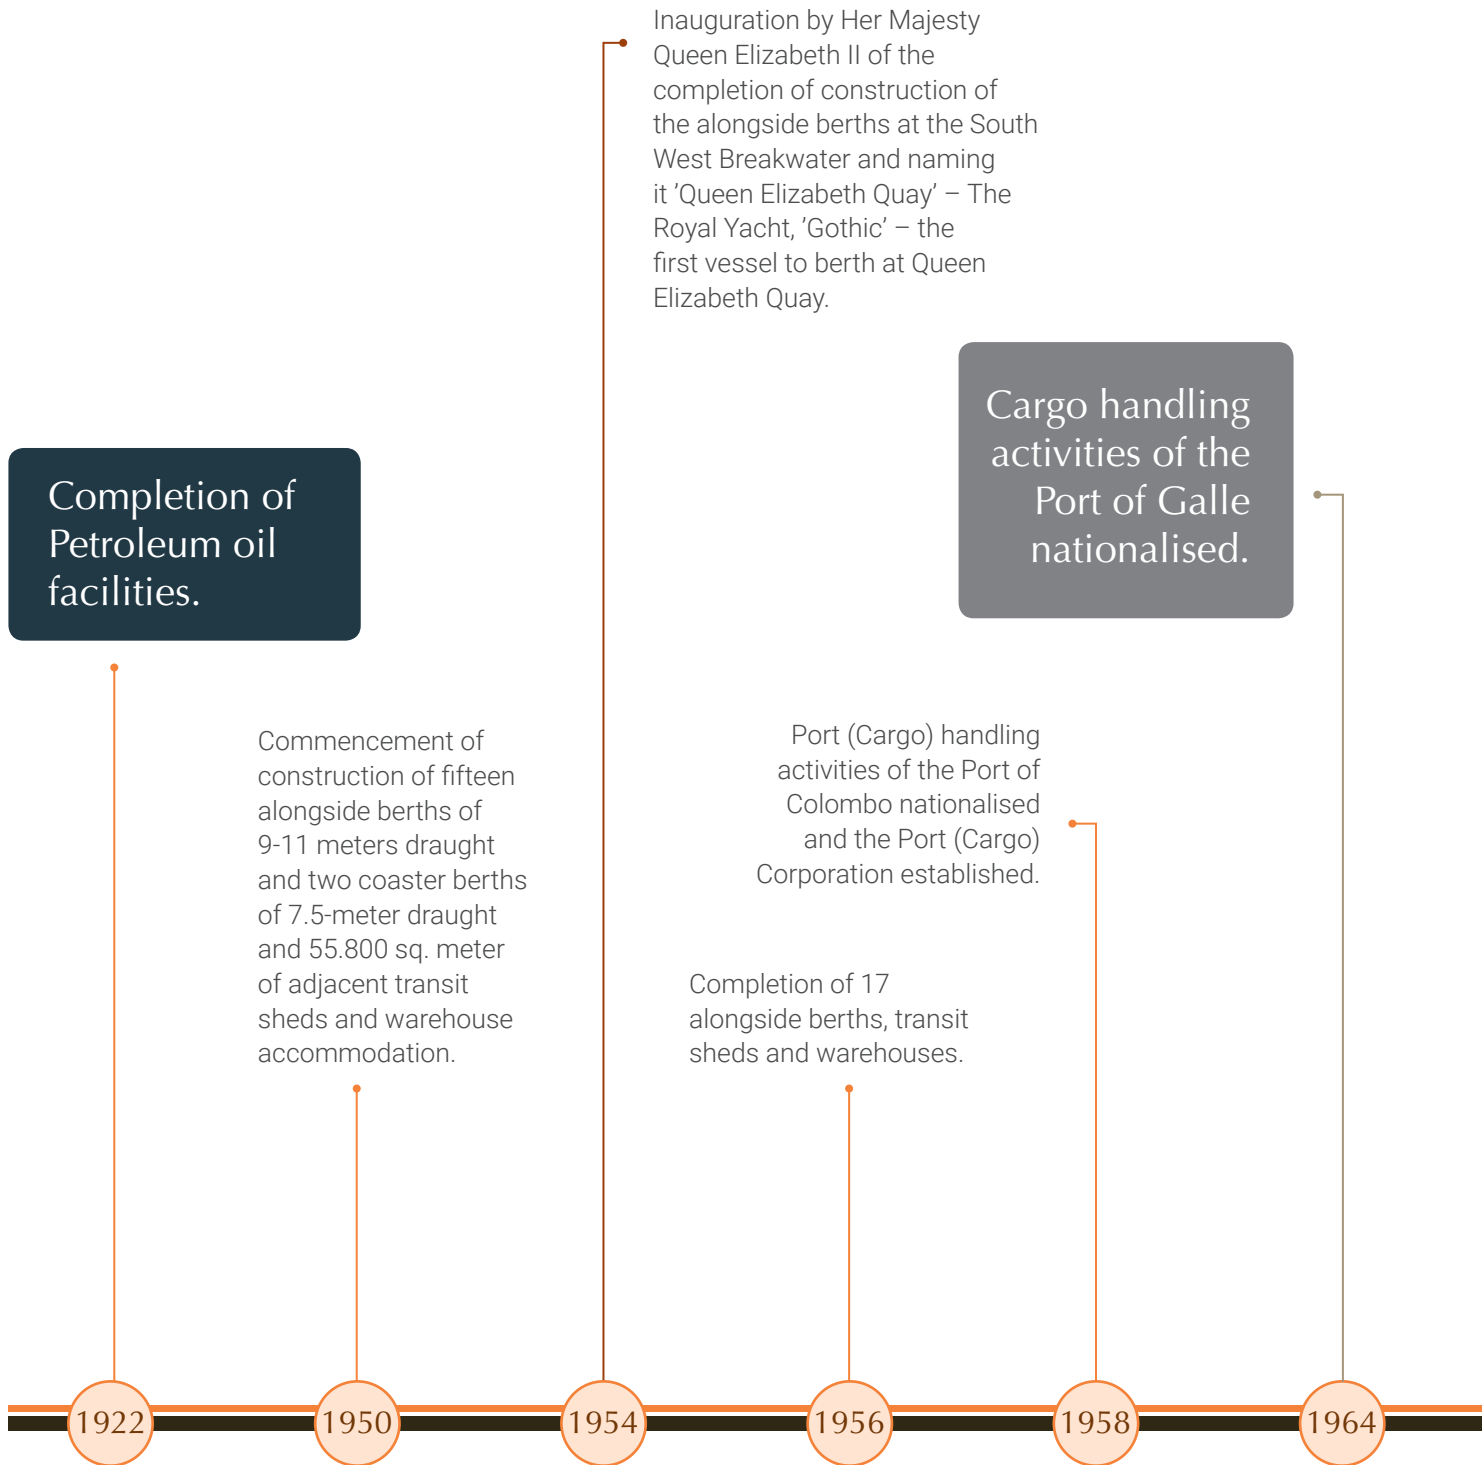 Inauguration by Her Majesty
Queen Elizabeth II of the
completion of construction of
the alongside berths at the South
West Breakwater and naming
it ’Queen Elizabeth Quay’ – The
Royal Yacht, ’Gothic’ – the
first vessel to berth at Queen
Elizabeth Quay.
Cargo handling
activities of the
Port of Galle
nationalised.
Completion of
Petroleum oil
facilities.
Commencement of
construction of fifteen
alongside berths of
9-11 meters draught
and two coaster berths
of 7.5-meter draught
and 55.800 sq. meter
of adjacent transit
sheds and warehouse
accommodation.
Port (Cargo) handling
activities of the Port of
Colombo nationalised
and the Port (Cargo)
Corporation established.
Completion of 17
alongside berths, transit
sheds and warehouses.
1922
1950
1954
1956
1958
1964